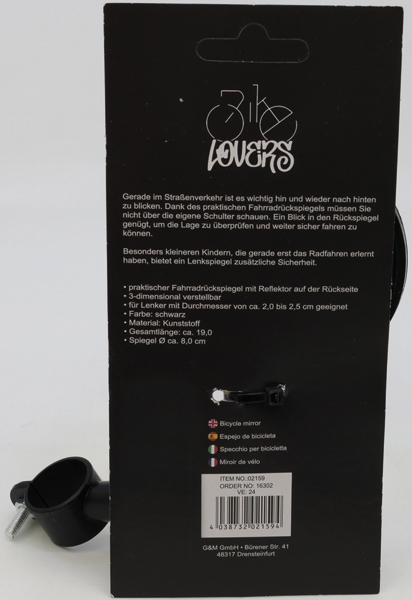 Bike
LOVERS
Gerade im Straßenverkehr ist es wichtig hin und wieder nach hinten
zu blicken. Dank des praktischen Fahrradrückspiegels müssen Sie
nicht über die eigene Schulter schauen. Ein Blick in den Rückspiegel
genügt, um die Lage zu überprüfen und weiter sicher fahren zu
können.
Besonders kleineren Kindern, die gerade erst das Radfahren erlernt
haben, bietet ein Lenkspiegel zusätzliche Sicherheit.
• praktischer Fahrradrückspiegel mit Reflektor auf der Rückseite
• 3-dimensional verstellbar
• für Lenker mit Durchmesser von ca. 2,0 bis 2,5 cm geeignet
• Farbe: schwarz
• Material: Kunststoff
• Gesamtlänge: ca. 19,0
• Spiegel Ø ca. 8,0 cm
Bicycle mirror
Espejo de bicicleta
Specchio per bicicletta
Miroir de vélo
ITEM NO.:02159
ORDER NO: 16302
VE: 24
4 038732 021594
G&M GmbH • Bürener Str. 41
48317 Drensteinfurt